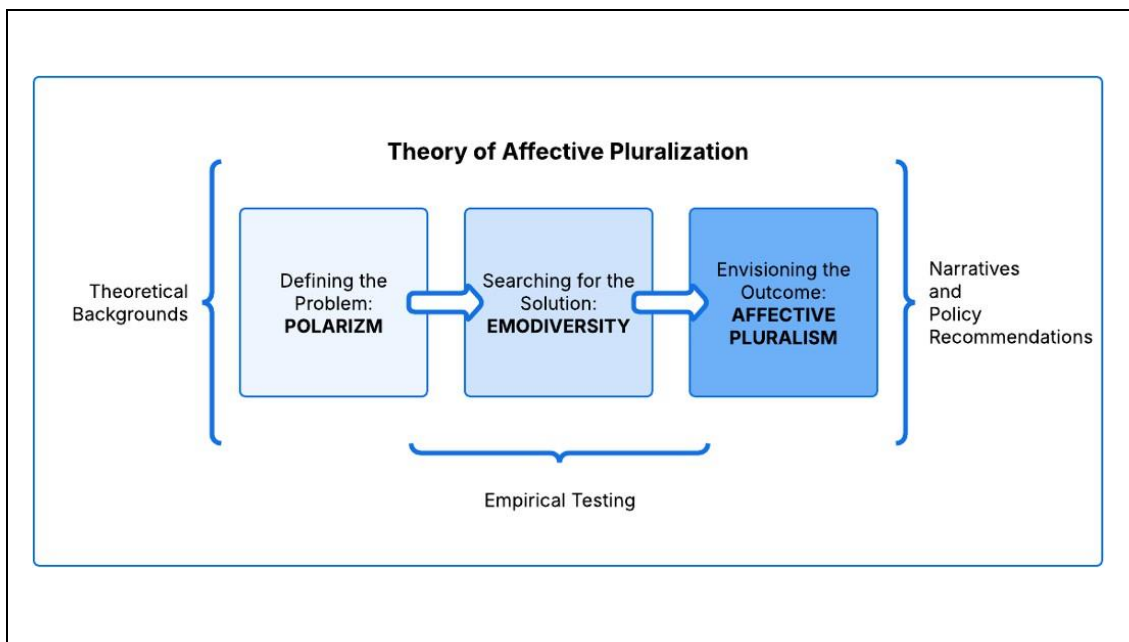 Theory of Affective Pluralization
Theoretical
Backgrounds
Defining the
Problem:
POLARIZM
Searching for the
Solution:
EMODIVERSITY
Envisioning the
Outcome:
AFFECTIVE
PLURALISM
Narratives
and
Policy
Recommendations
Empirical Testing